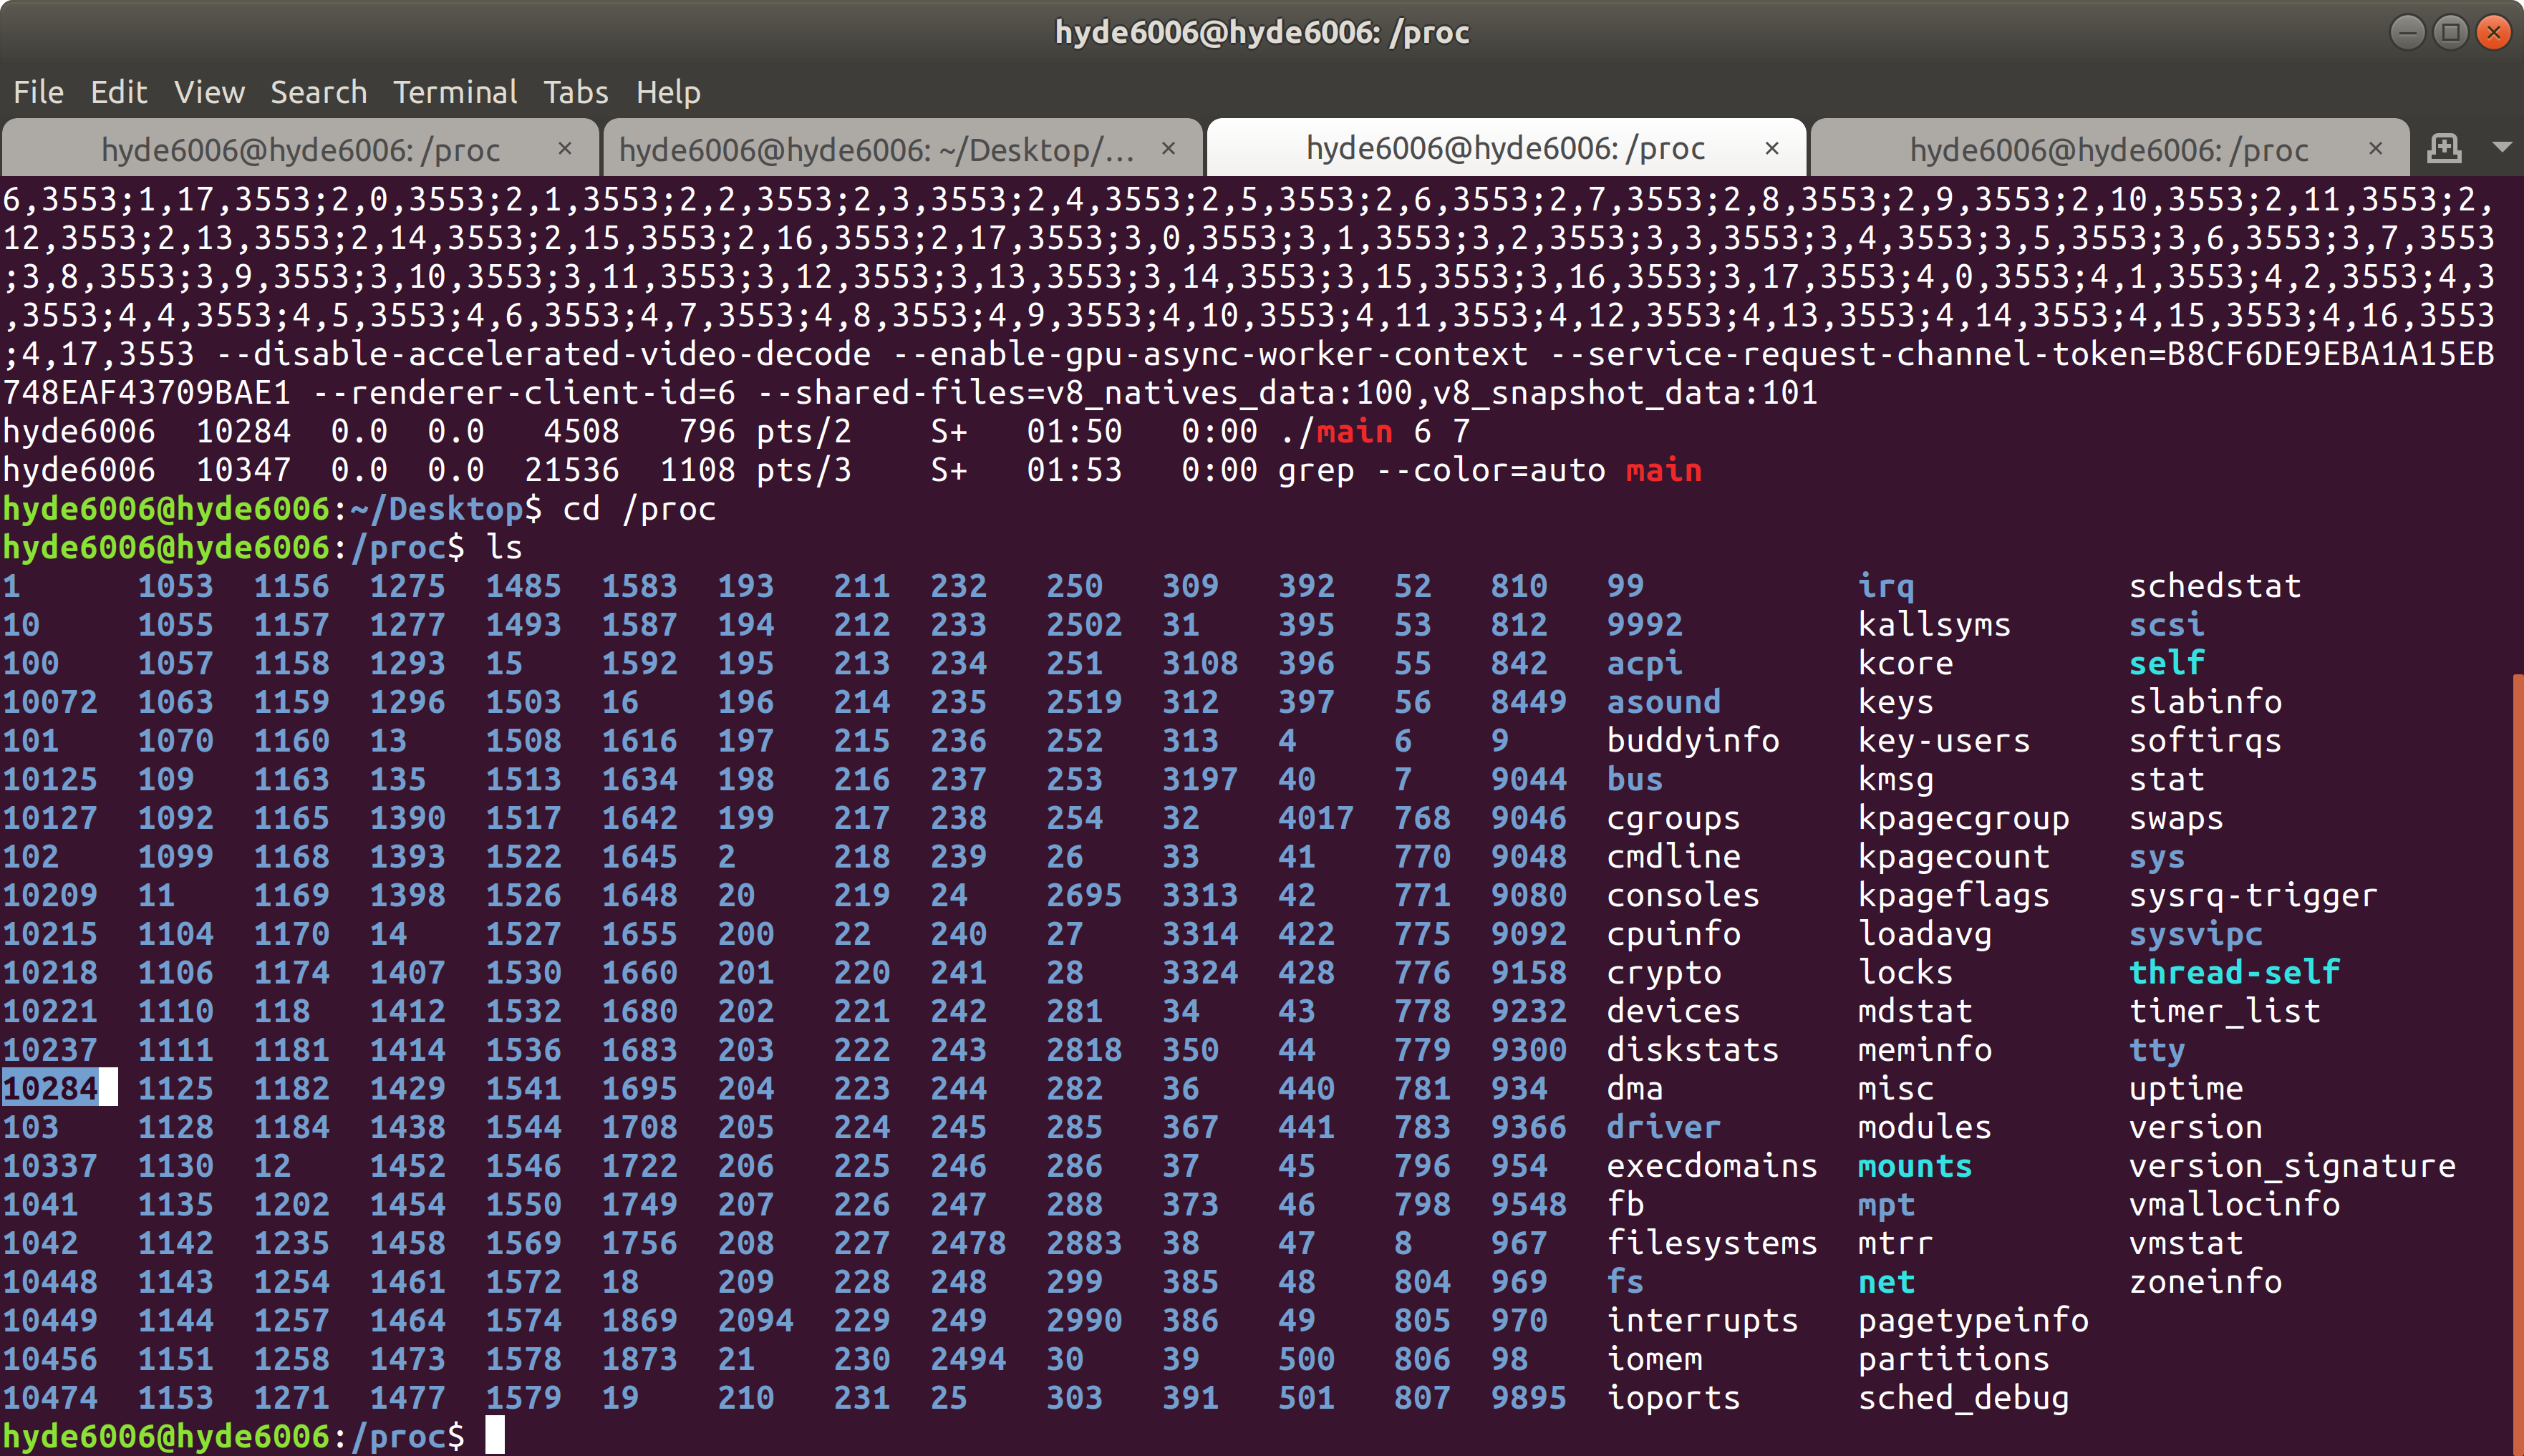 hyde6006@hyde6006: /proc
File Edit View Search Terminal Tabs Help
hyde6006@hyde6006: /proc × hyde6006@hyde6006: ~/Desktop/... × hyde6006@hyde6006: /proc × hyde6006@hyde6006: /proc ×
6,3553;1,17,3553;2,0,3553;2,1,3553;2,2,3553;2,3,3553;2,4,3553;2,5,3553;2,6,3553;2,7,3553;2,8,3553;2,9,3553;2,10,3553;2,11,3553;2,
12,3553;2,13,3553;2,14,3553;2,15,3553;2,16,3553;2,17,3553;3,0,3553;3,1,3553;3,2,3553;3,3,3553;3,4,3553;3,5,3553;3,6,3553;3,7,3553
;3,8,3553;3,9,3553;3,10,3553;3,11,3553;3,12,3553;3,13,3553;3,14,3553;3,15,3553;3,16,3553;3,17,3553;4,0,3553;4,1,3553;4,2,3553;4,3
,3553;4,4,3553;4,5,3553;4,6,3553;4,7,3553;4,8,3553;4,9,3553;4,10,3553;4,11,3553;4,12,3553;4,13,3553;4,14,3553;4,15,3553;4,16,3553
;4,17,3553 --disable-accelerated-video-decode --enable-gpu-async-worker-context --service-request-channel-token=B8CF6DE9EBA1A15EB
748EAF43709BAE1 --renderer-client-id=6 --shared-files=v8_natives_data:100,v8_snapshot_data:101
hyde6006  10284  0.0  0.0   4508   796 pts/2    S+   01:50   0:00 ./main 6 7
hyde6006  10347  0.0  0.0  21536  1108 pts/3    S+   01:53   0:00 grep --color=auto main
hyde6006@hyde6006:~/Desktop$ cd /proc
hyde6006@hyde6006:/proc$ ls
1      1053  1156  1275  1485  1583  193   211  232   250   309   392   52   810   99           irq           schedstat
10     1055  1157  1277  1493  1587  194   212  233   2502  31    395   53   812   9992         kallsyms      scsi
100    1057  1158  1293  15    1592  195   213  234   251   3108  396   55   842   acpi         kcore         self
10072  1063  1159  1296  1503  16    196   214  235   2519  312   397   56   8449  asound       keys          slabinfo
101    1070  1160  13    1508  1616  197   215  236   252   313   4     6    9     buddyinfo    key-users     softirqs
10125  109   1163  135   1513  1634  198   216  237   253   3197  40    7    9044  bus          kmsg          stat
10127  1092  1165  1390  1517  1642  199   217  238   254   32    4017  768  9046  cgroups      kpagecgroup   swaps
102    1099  1168  1393  1522  1645  2     218  239   26    33    41    770  9048  cmdline      kpagecount    sys
10209  11    1169  1398  1526  1648  20    219  24    2695  3313  42    771  9080  consoles     kpageflags    sysrq-trigger
10215  1104  1170  14    1527  1655  200   22   240   27    3314  422   775  9092  cpuinfo      loadavg       sysvipc
10218  1106  1174  1407  1530  1660  201   220  241   28    3324  428   776  9158  crypto       locks         thread-self
10221  1110  118   1412  1532  1680  202   221  242   281   34    43    778  9232  devices      mdstat        timer_list
10237  1111  1181  1414  1536  1683  203   222  243   2818  350   44    779  9300  diskstats    meminfo       tty
10284  1125  1182  1429  1541  1695  204   223  244   282   36    440   781  934   dma          misc          uptime
103    1128  1184  1438  1544  1708  205   224  245   285   367   441   783  9366  driver       modules       version
10337  1130  12    1452  1546  1722  206   225  246   286   37    45    796  954   execdomains  mounts        version_signature
1041   1135  1202  1454  1550  1749  207   226  247   288   373   46    798  9548  fb           mpt           vmallocinfo
1042   1142  1235  1458  1569  1756  208   227  2478  2883  38    47    8    967   filesystems  mtrr          vmstat
10448  1143  1254  1461  1572  18    209   228  248   299   385   48    804  969   fs           net           zoneinfo
10449  1144  1257  1464  1574  1869  2094  229  249   2990  386   49    805  970   interrupts   pagetypeinfo
10456  1151  1258  1473  1578  1873  21    230  2494  30    39    500   806  98    iomem        partitions
10474  1153  1271  1477  1579  19    210   231  25    303   391   501   807  9895  ioports      sched_debug
hyde6006@hyde6006:/proc$